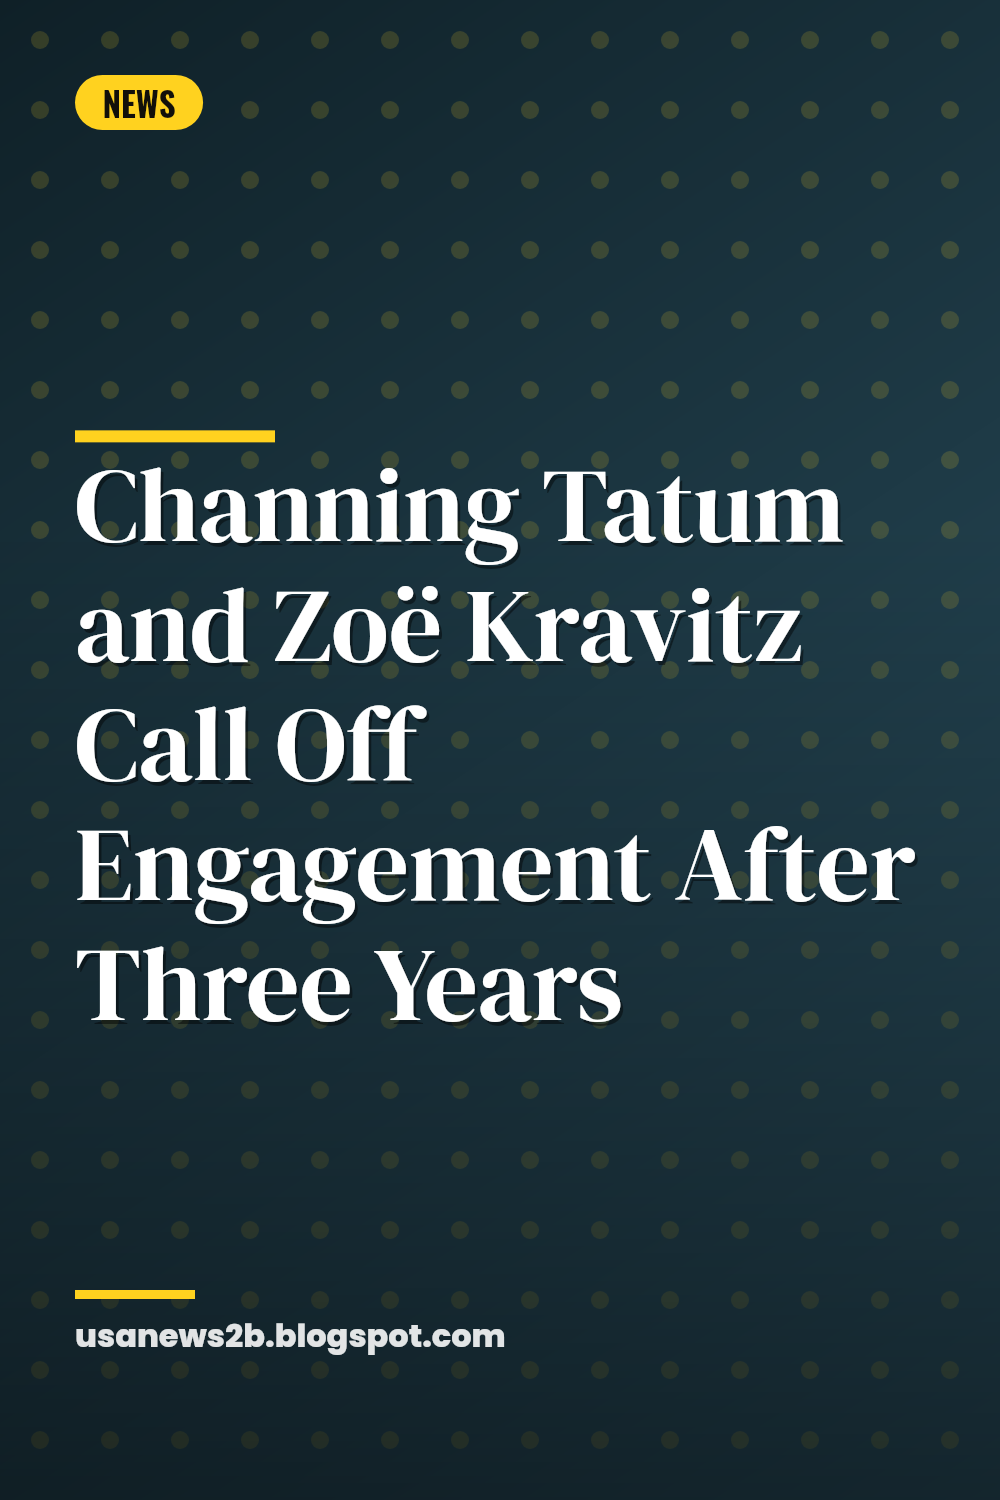 NEWS
Channing Tatum
and Zoë Kravitz
Call Off
Engagement After
Three Years
usanews2b.blogspot.com